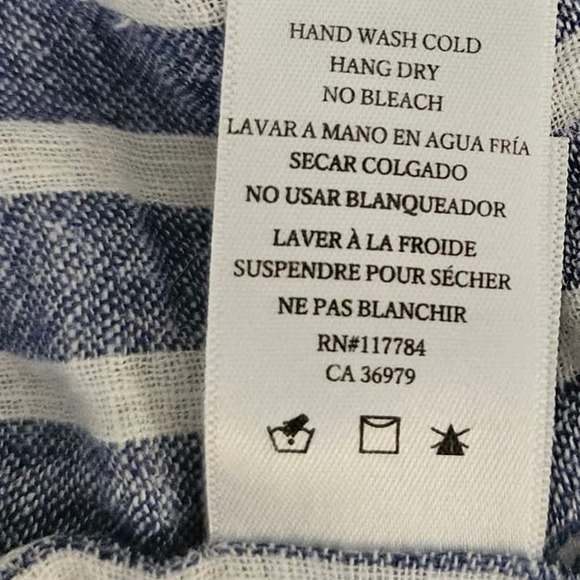 HAND WASH COLD
HANG DRY
NO BLEACH
LAVAR A MANO EN AGUA FRÍA
SECAR COLGADO
NO USAR BLANQUEADOR
LAVER À LA FROIDE
SUSPENDRE POUR SÉCHER
NE PAS BLANCHIR
RN#117784
CA 36979